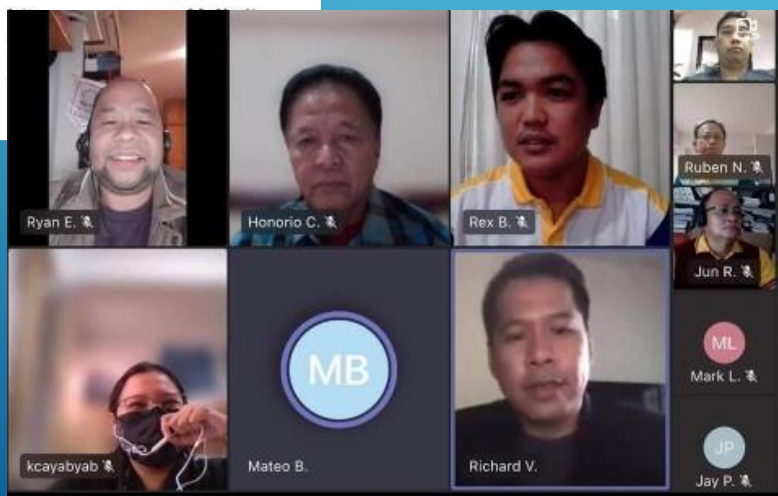 Ryan E.
Honorio C.
Rex B.
Ruben N.
Jun R.
kcayabyab
MB
Mateo B.
Richard V.
ML
Mark L.
JP
Jay P.